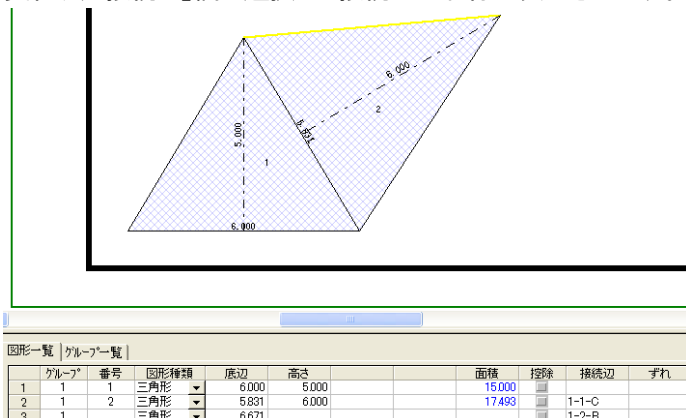 6.000
2
5.831
5.000
1
6.000
図形一覧 ｸﾞﾙｰﾌﾟ一覧
ｸﾞﾙｰﾌﾟ 番号 図形種類 底辺 高さ 面積 控除 接続辺 ずれ
1 1 1 三角形 6.000 5.000 15.000
2 1 2 三角形 5.831 6.000 17.493 1-1-C
3 1 三角形 6.671 1-2-B